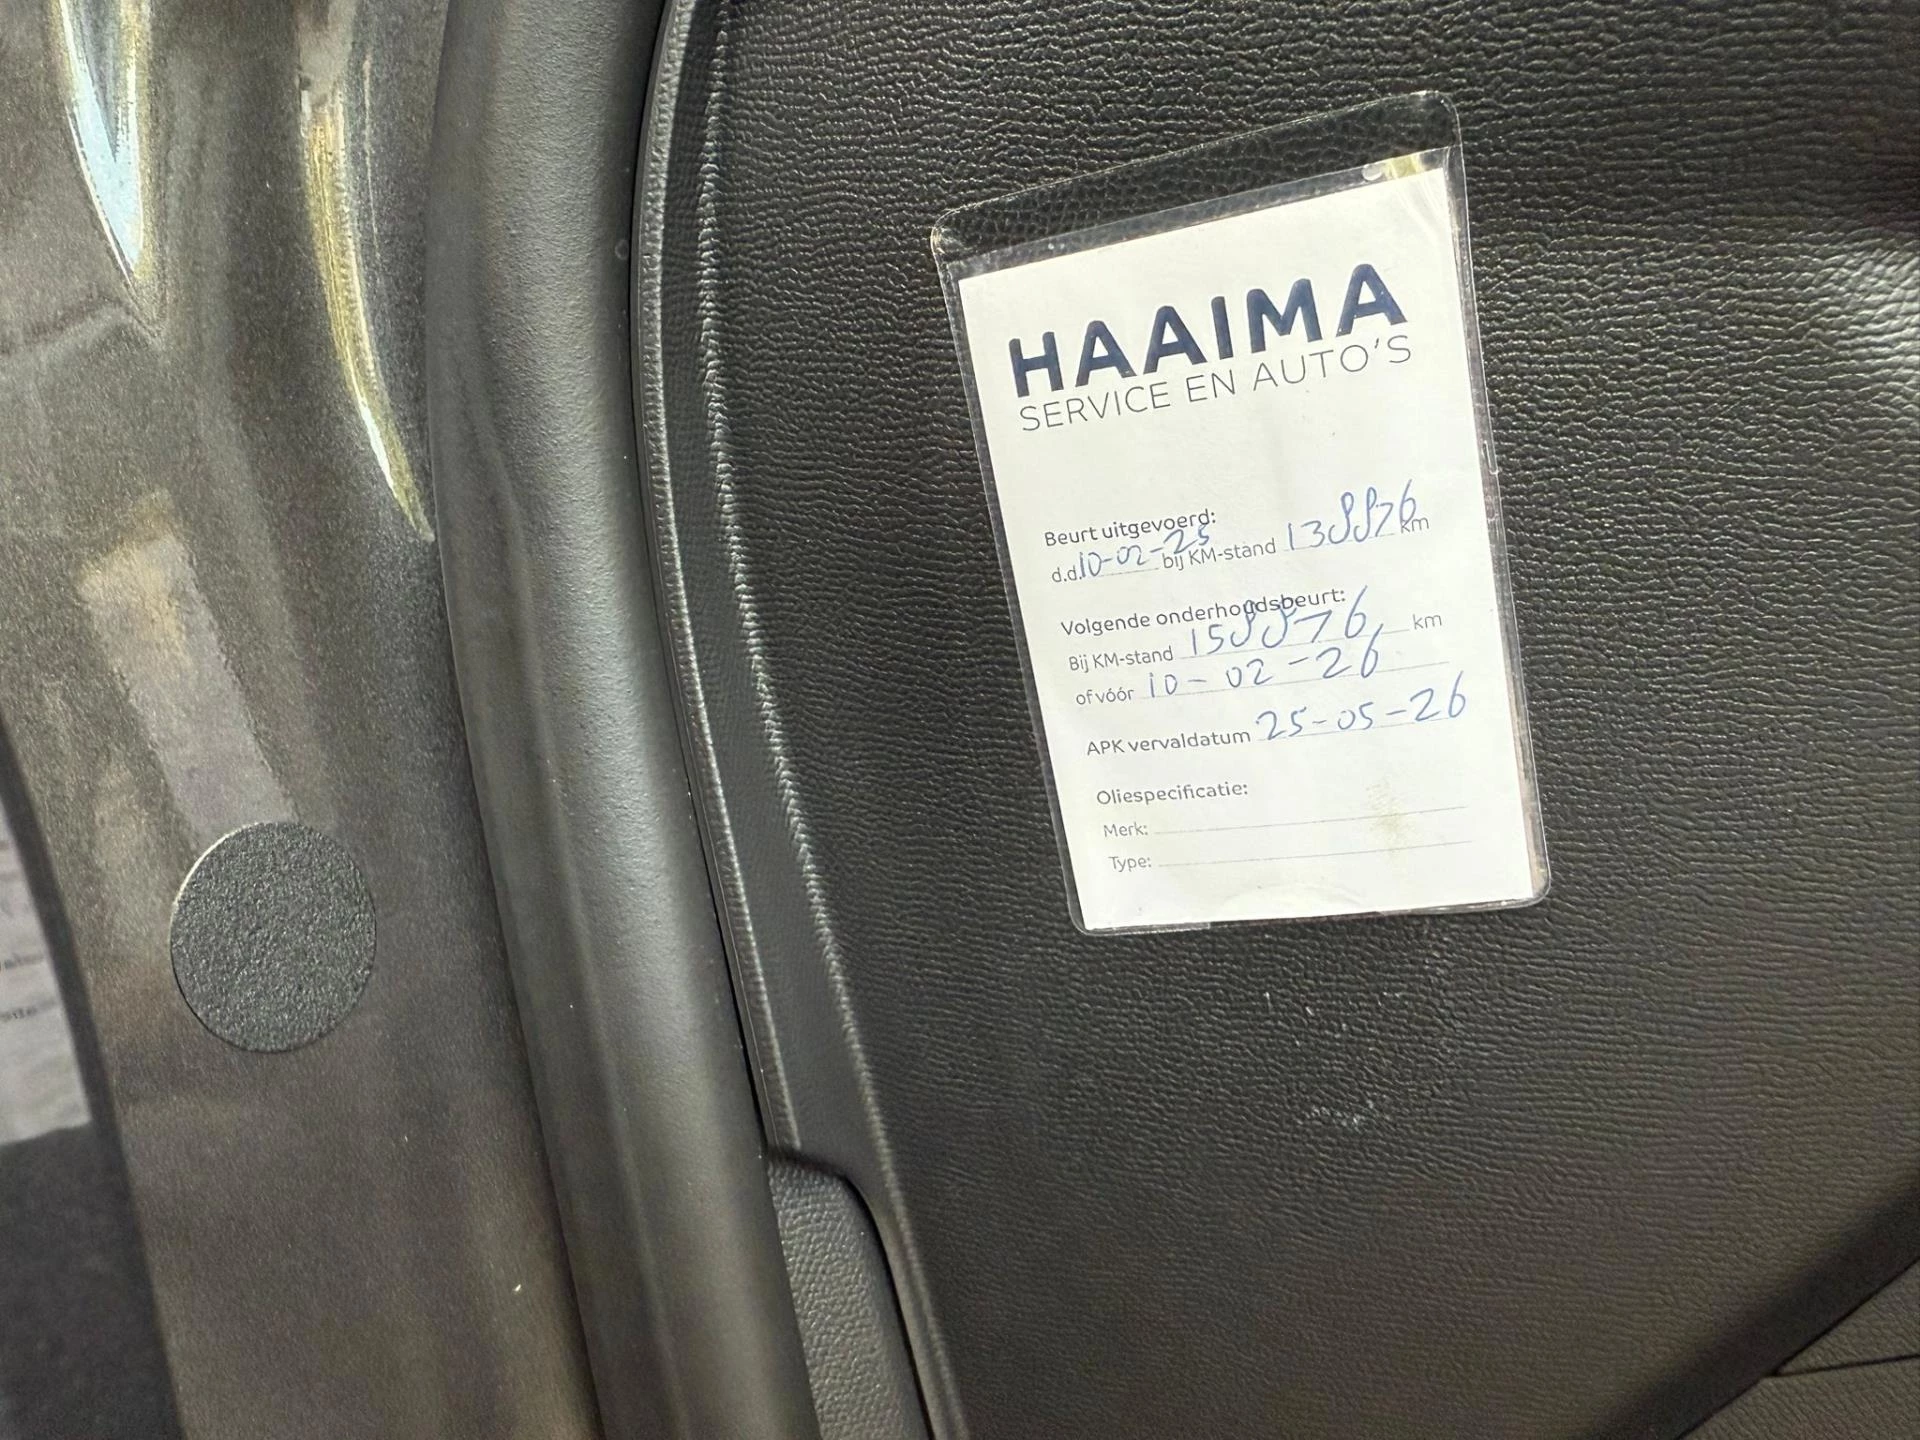 HAAIMA
SERVICE EN AUTO'S
Beurt uitgevoerd:
d.d. 10-02-25 bij KM-stand 138876 km
Volgende onderhoudsbeurt:
Bij KM-stand 158876 km
of vóór 10-02-26
APK vervaldatum 25-05-26
Oliespecificatie:
Merk:
Type: